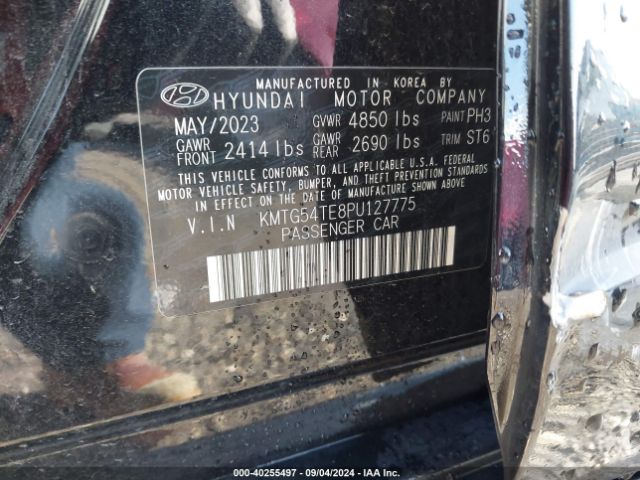 MANUFACTURED IN KOREA BY
HYUNDAI MOTOR COMPANY
MAY/2023 GVWR 4850 lbs PAINT PH3
GAWR FRONT 2414 lbs GAWR REAR 2690 lbs TRIM ST6
THIS VEHICLE CONFORMS TO ALL APPLICABLE U.S.A. FEDERAL
MOTOR VEHICLE SAFETY, BUMPER, AND THEFT PREVENTION
STANDARDS IN EFFECT ON THE DATE OF MANUFACTURE SHOWN ABOVE.
V.I.N KMTG54TE8PU127775
PASSENGER CAR
000-40255497 - 09/04/2024 - IAA Inc.